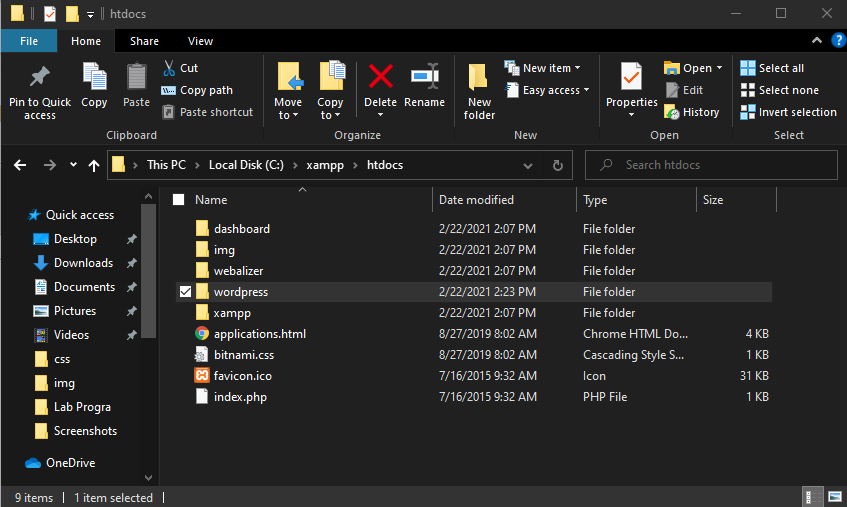 htdocs
File Home Share View
Pin to Quick access
Copy
Paste
Cut
Copy path
Paste shortcut
Clipboard
Move to
Copy to
Delete
Rename
Organize
New folder
New item
Easy access
New
Properties
Open
Edit
History
Open
Select all
Select none
Invert selection
Select
This PC > Local Disk (C:) > xampp > htdocs
Search htdocs
Quick access
Desktop
Downloads
Documents
Pictures
Videos
css
img
Lab Progra
Screenshots
OneDrive
Name Date modified Type Size
dashboard 2/22/2021 2:07 PM File folder
img 2/22/2021 2:07 PM File folder
webalizer 2/22/2021 2:07 PM File folder
wordpress 2/22/2021 2:23 PM File folder
xampp 2/22/2021 2:07 PM File folder
applications.html 8/27/2019 8:02 AM Chrome HTML Do... 4 KB
bitnami.css 8/27/2019 8:02 AM Cascading Style S... 1 KB
favicon.ico 7/16/2015 9:32 AM Icon 31 KB
index.php 7/16/2015 9:32 AM PHP File 1 KB
9 items 1 item selected